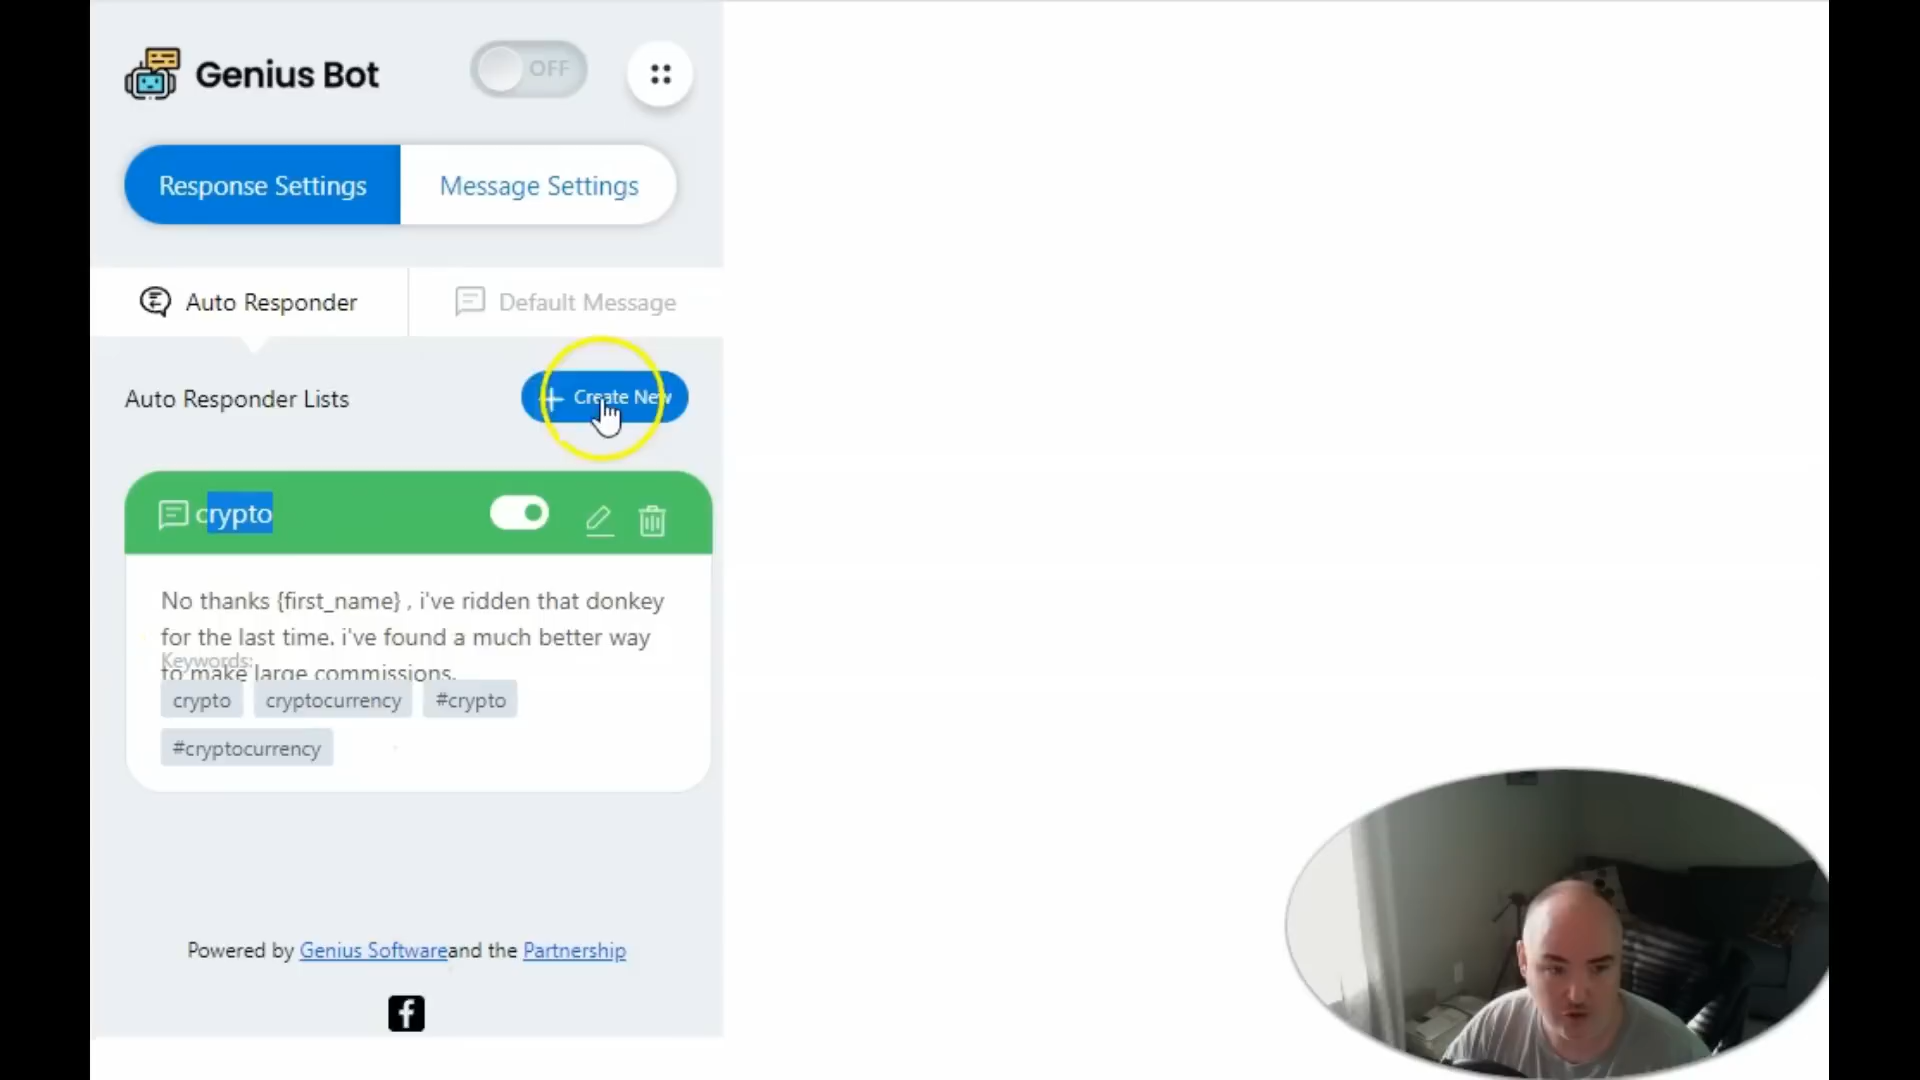 Genius Bot
OFF
Response Settings
Message Settings
Auto Responder
Default Message
Auto Responder Lists
+ Create New
crypto
No thanks {first_name} , i've ridden that donkey
for the last time. i've found a much better way
to make large commissions.
Keywords:
crypto cryptocurrency #crypto
#cryptocurrency
Powered by Genius Softwareand the Partnership